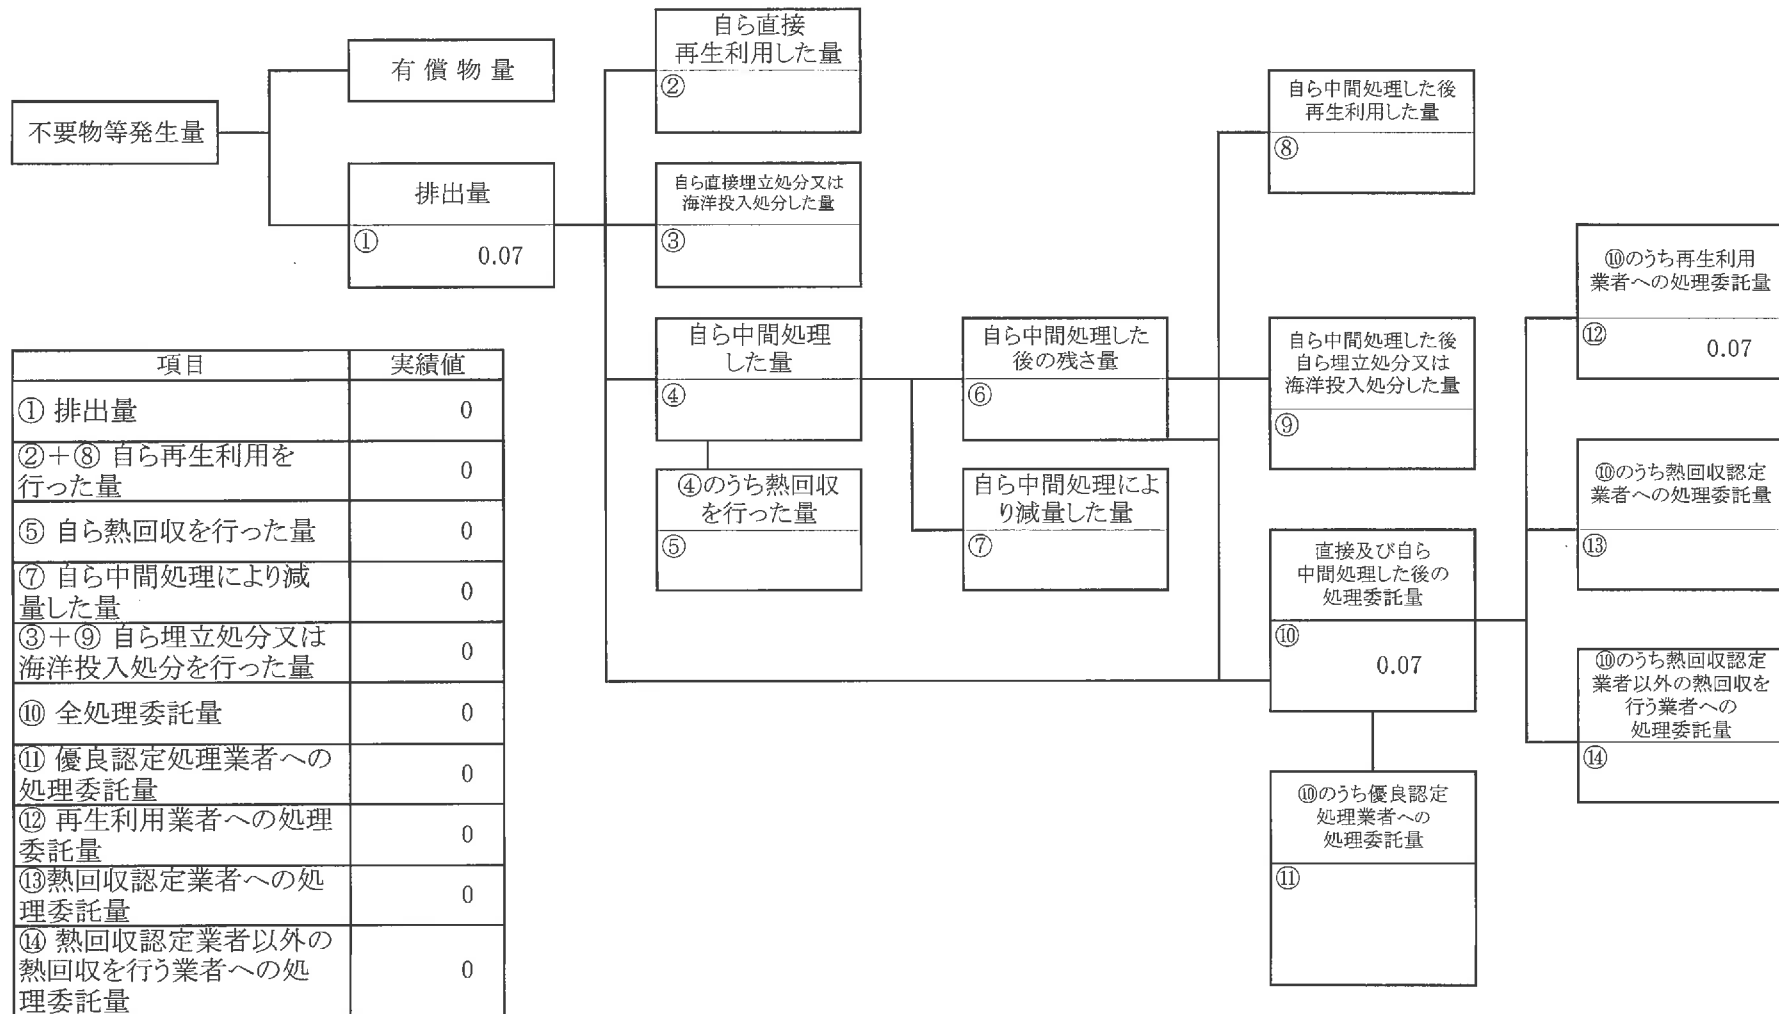 不要物等発生量
有償物量
排出量
①
0.07
自ら直接
再生利用した量
②
自ら直接埋立処分又は
海洋投入処分した量
③
自ら中間処理
した量
④
④のうち熱回収
を行った量
⑤
自ら中間処理した
後の残さ量
⑥
自ら中間処理によ
り減量した量
⑦
自ら中間処理した後
再生利用した量
⑧
自ら中間処理した後
自ら埋立処分又は
海洋投入処分した量
⑨
直接及び自ら
中間処理した後の
処理委託量
⑩
0.07
⑩のうち優良認定
処理業者への
処理委託量
⑪
⑩のうち再生利用
業者への処理委託量
⑫
0.07
⑩のうち熱回収認定
業者への処理委託量
⑬
⑩のうち熱回収認定
業者以外の熱回収を
行う業者への
処理委託量
⑭
項目 実績値
① 排出量 0
②+⑧ 自ら再生利用を
行った量 0
⑤ 自ら熱回収を行った量 0
⑦ 自ら中間処理により減
量した量 0
③+⑨ 自ら埋立処分又は
海洋投入処分を行った量 0
⑩ 全処理委託量 0
⑪ 優良認定処理業者への
処理委託量 0
⑫ 再生利用業者への処理
委託量 0
⑬熱回収認定業者への処
理委託量 0
⑭ 熱回収認定業者以外の
熱回収を行う業者への処
理委託量 0